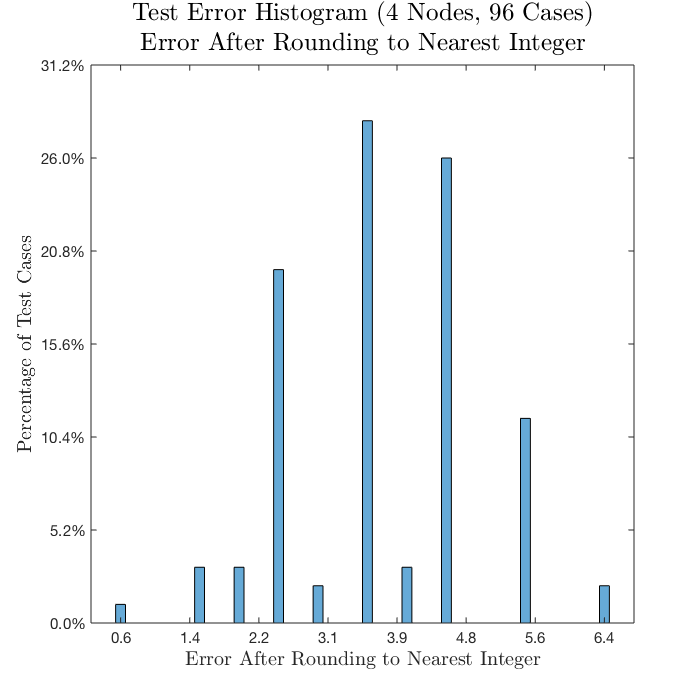 Test Error Histogram (4 Nodes, 96 Cases)
Error After Rounding to Nearest Integer
31.2%
26.0%
20.8%
15.6%
10.4%
5.2%
0.0%
Percentage of Test Cases
0.6 1.4 2.2 3.1 3.9 4.8 5.6 6.4
Error After Rounding to Nearest Integer